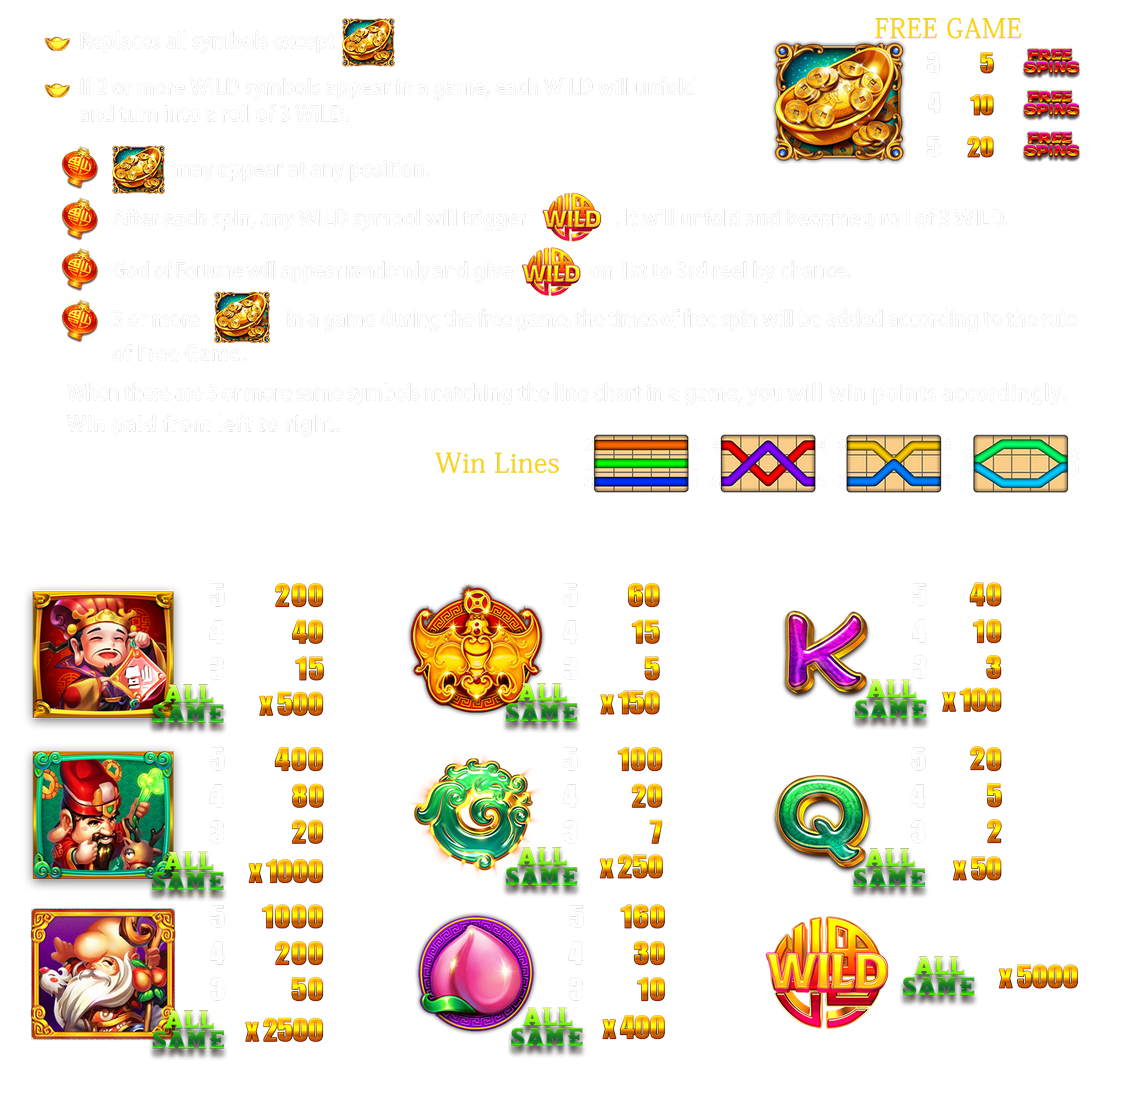 FREE GAME
Replaces all symbols except
3 5 FREE SPINS
If 2 or more WILD symbols appear in a game, each WILD will unfold
and turn into a roll of 3 WILD.
4 10 FREE SPINS
5 20 FREE SPINS
may appear at any position.
After each spin, any WILD symbol will trigger WILD . It will unfold and become a roll of 3 WILD.
God of Fortune will appear randomly and give WILD on 1st to 3rd reel by chance.
3 or more in a game during the free game, the times of free spin will be added according to the rule
of Free Game.
When there are 3 or more same symbols matching the line chart in a game, you will win points accordingly.
Win paid from left to right.
Win Lines
5 200
4 40
3 15
ALL SAME x500
5 60
4 15
3 5
ALL SAME x150
K
5 40
4 10
3 3
ALL SAME x100
5 400
4 80
3 20
ALL SAME x1000
5 100
4 20
3 7
ALL SAME x250
Q
5 20
4 5
3 2
ALL SAME x50
5 1000
4 200
3 50
ALL SAME x2500
5 160
4 30
3 10
ALL SAME x400
WILD ALL SAME x5000